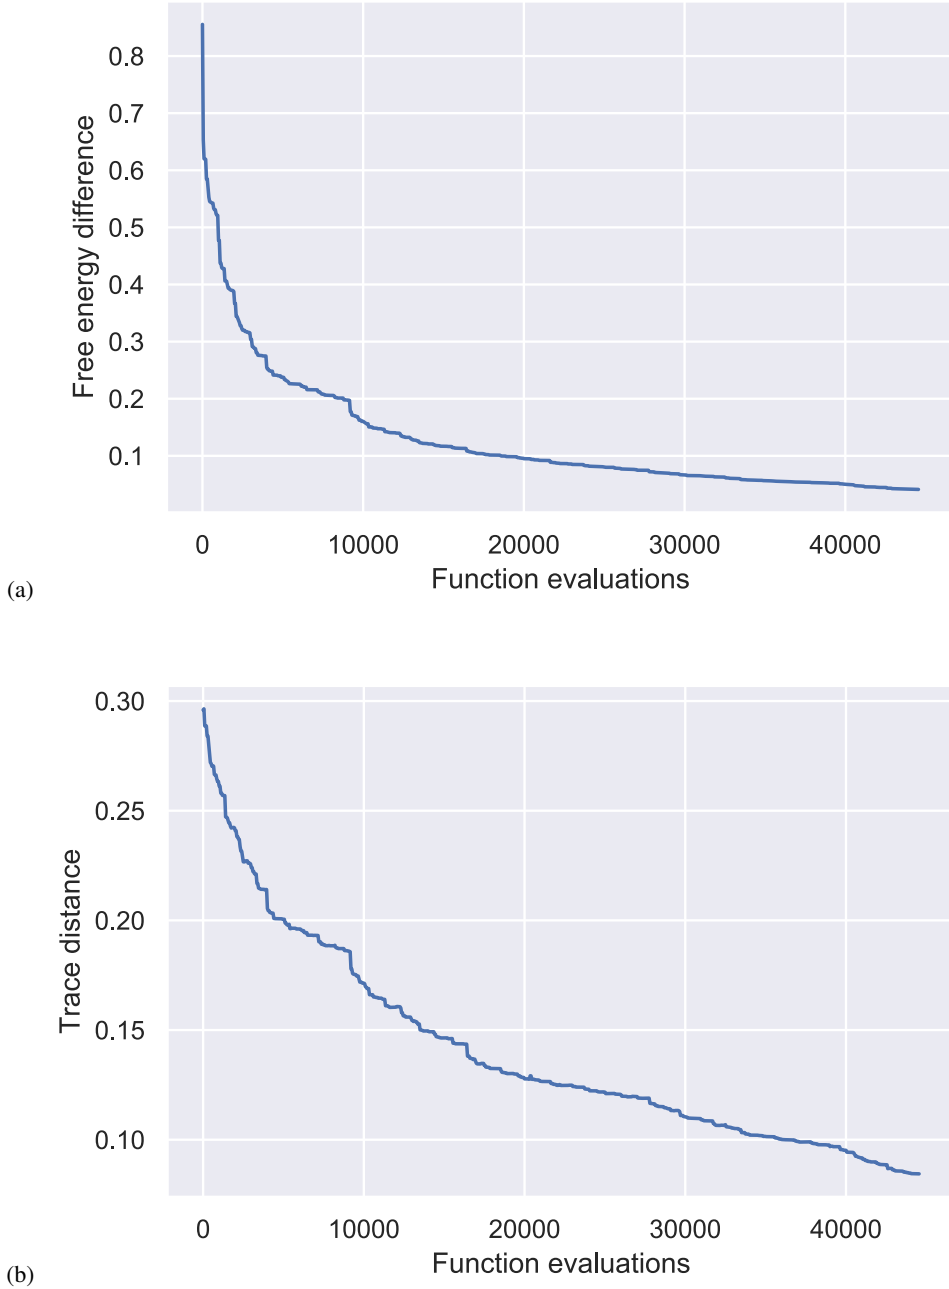 0.8
0.7
0.6
0.5
0.4
0.3
0.2
0.1
Free energy difference
0 10000 20000 30000 40000
Function evaluations
(a)
0.30
0.25
0.20
0.15
0.10
Trace distance
0 10000 20000 30000 40000
Function evaluations
(b)